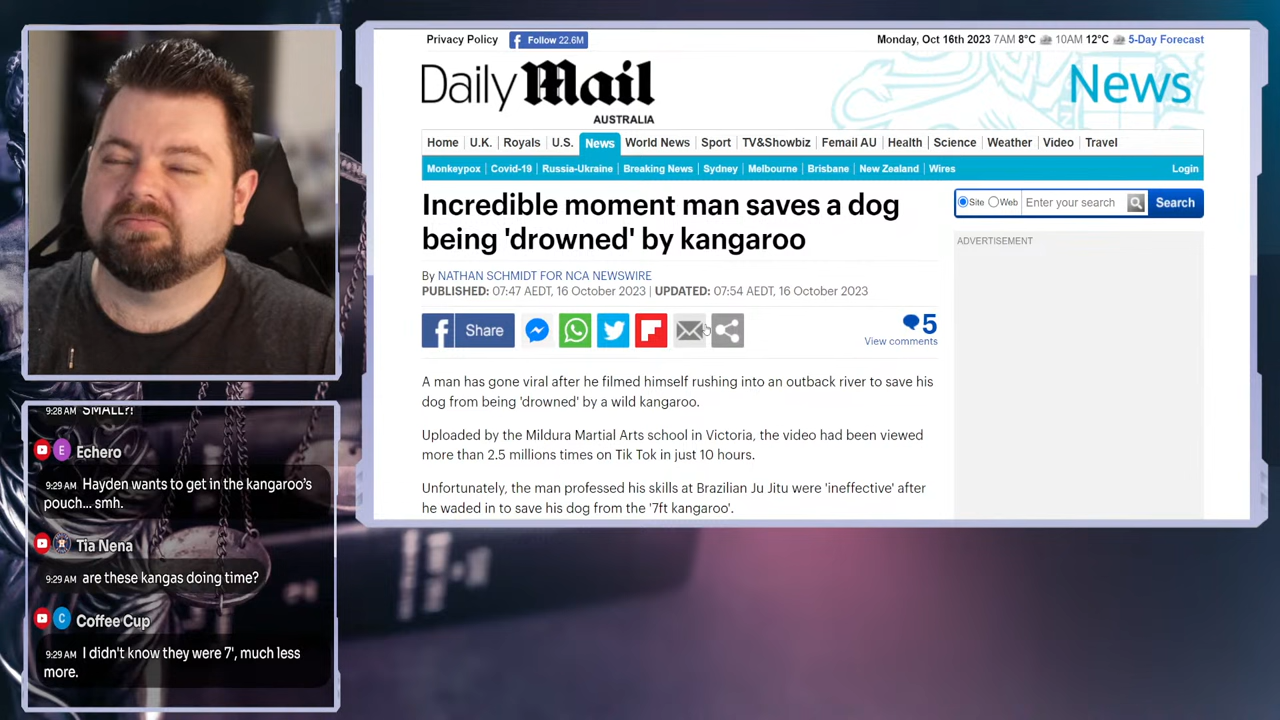 Privacy Policy
Follow 22.6M
Monday, Oct 16th 2023 7AM 8°C 10AM 12°C 5-Day Forecast
Daily Mail
AUSTRALIA
News
Home U.K. Royals U.S. News World News Sport TV&Showbiz Femail AU Health Science Weather Video Travel
Monkeypox Covid-19 Russia-Ukraine Breaking News Sydney Melbourne Brisbane New Zealand Wires Login
Incredible moment man saves a dog
being 'drowned' by kangaroo
Site Web Enter your search Search
ADVERTISEMENT
By NATHAN SCHMIDT FOR NCA NEWSWIRE
PUBLISHED: 07:47 AEDT, 16 October 2023 | UPDATED: 07:54 AEDT, 16 October 2023
Share
5
View comments
A man has gone viral after he filmed himself rushing into an outback river to save his
dog from being 'drowned' by a wild kangaroo.
Uploaded by the Mildura Martial Arts school in Victoria, the video had been viewed
more than 2.5 millions times on Tik Tok in just 10 hours.
Unfortunately, the man professed his skills at Brazilian Ju Jitu were 'ineffective' after
he waded in to save his dog from the '7ft kangaroo'.
9:28 AM SMALL?!
E Echero
9:29 AM Hayden wants to get in the kangaroo's
pouch... smh.
Tia Nena
9:29 AM are these kangas doing time?
C Coffee Cup
9:29 AM I didn't know they were 7', much less
more.